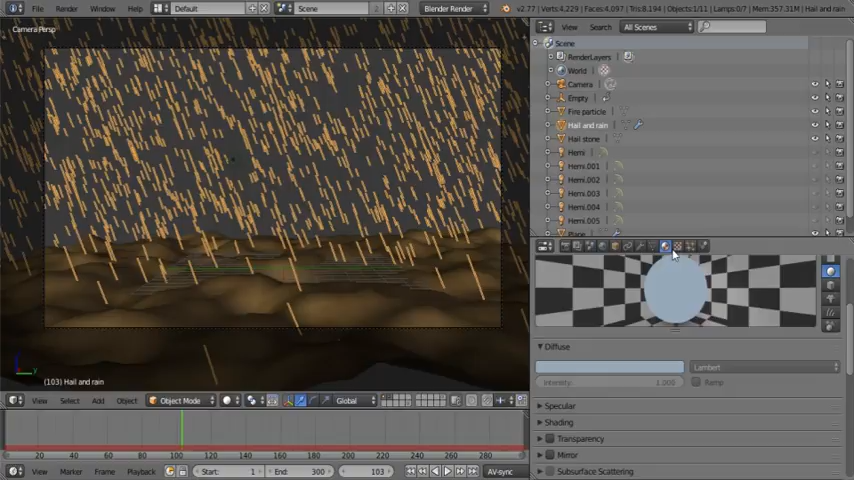 File Render Window Help Default Scene Blender Render v2.77 | Verts:4,229 | Faces:4,097 | Tris:8,194 | Objects:1/11 | Lamps:0/7 | Mem:357.31M | Hail and rain
Camera Persp
View Search All Scenes
Scene
RenderLayers
World
Camera
Empty
Fire particle
Hail and rain
Hail stone
Hemi
Hemi.001
Hemi.002
Hemi.003
Hemi.004
Hemi.005
Plane
Diffuse
Lambert
Intensity: 1.000 Ramp
Specular
Shading
Transparency
Mirror
Subsurface Scattering
(103) Hail and rain
View Select Add Object Object Mode Global
20 40 60 80 100 120 140 160 180 200 220 240 260 280
View Marker Frame Playback Start: 1 End: 300 103 AV-sync